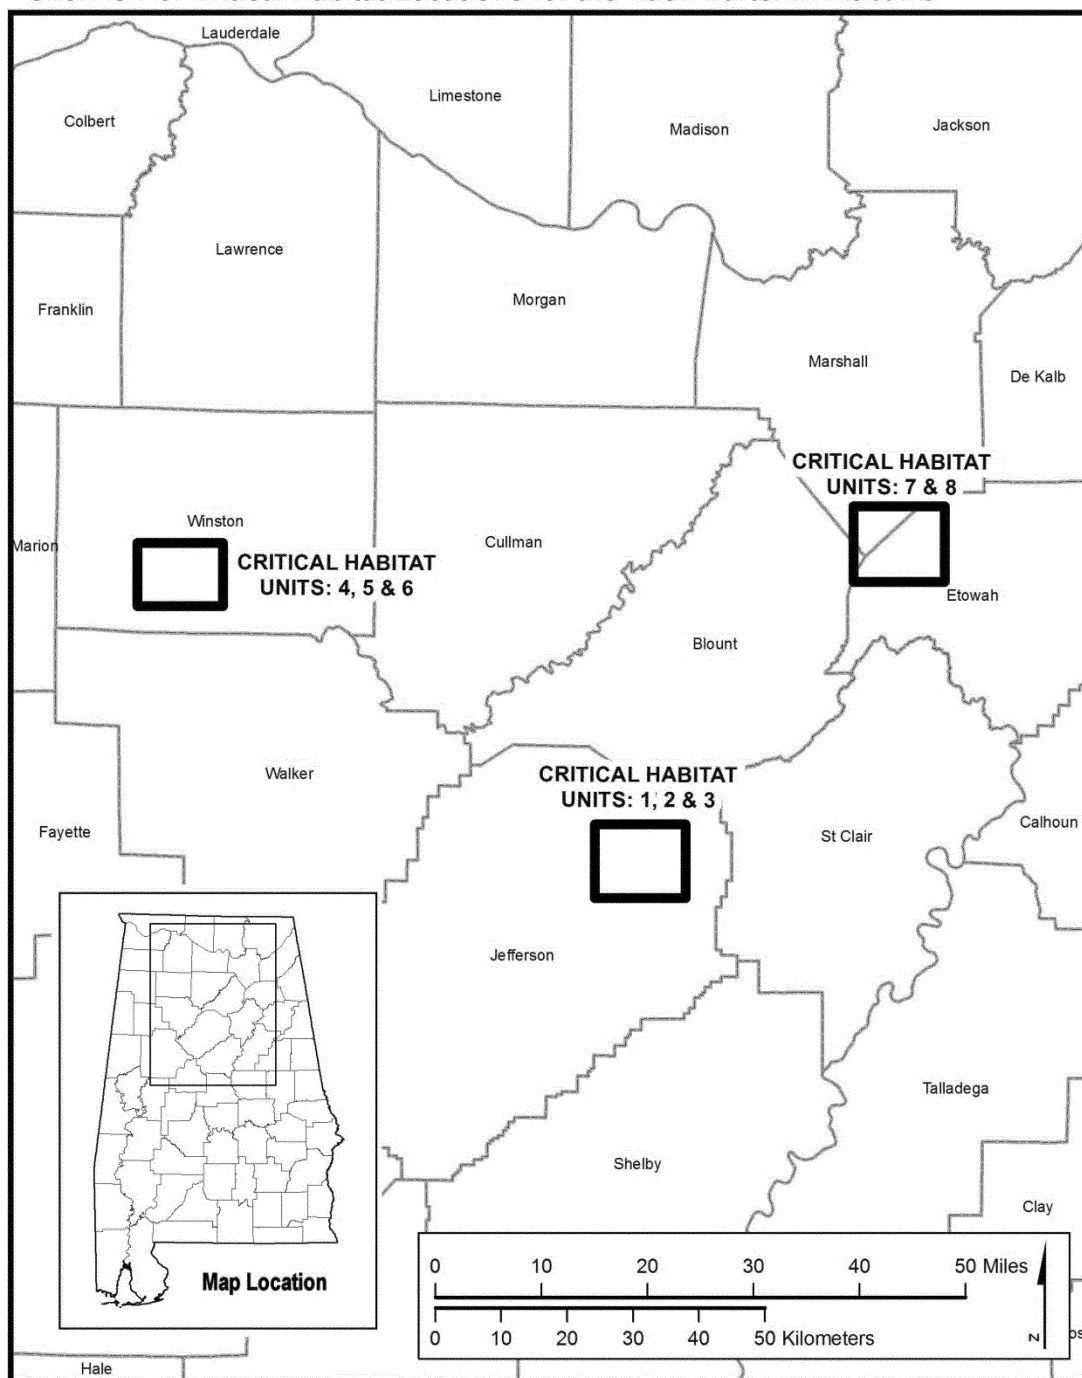 Lauderdale
Limestone
Colbert
Madison
Jackson
Lawrence
Morgan
Franklin
Marshall
De Kalb
CRITICAL HABITAT
UNITS: 7 & 8
Winston
Cullman
Marion
CRITICAL HABITAT
UNITS: 4, 5 & 6
Etowah
Blount
Walker
CRITICAL HABITAT
UNITS: 1, 2 & 3
Fayette
St Clair
Calhoun
Jefferson
Talladega
Shelby
Clay
Map Location
0 10 20 30 40 50 Miles
0 10 20 30 40 50 Kilometers
N
Hale